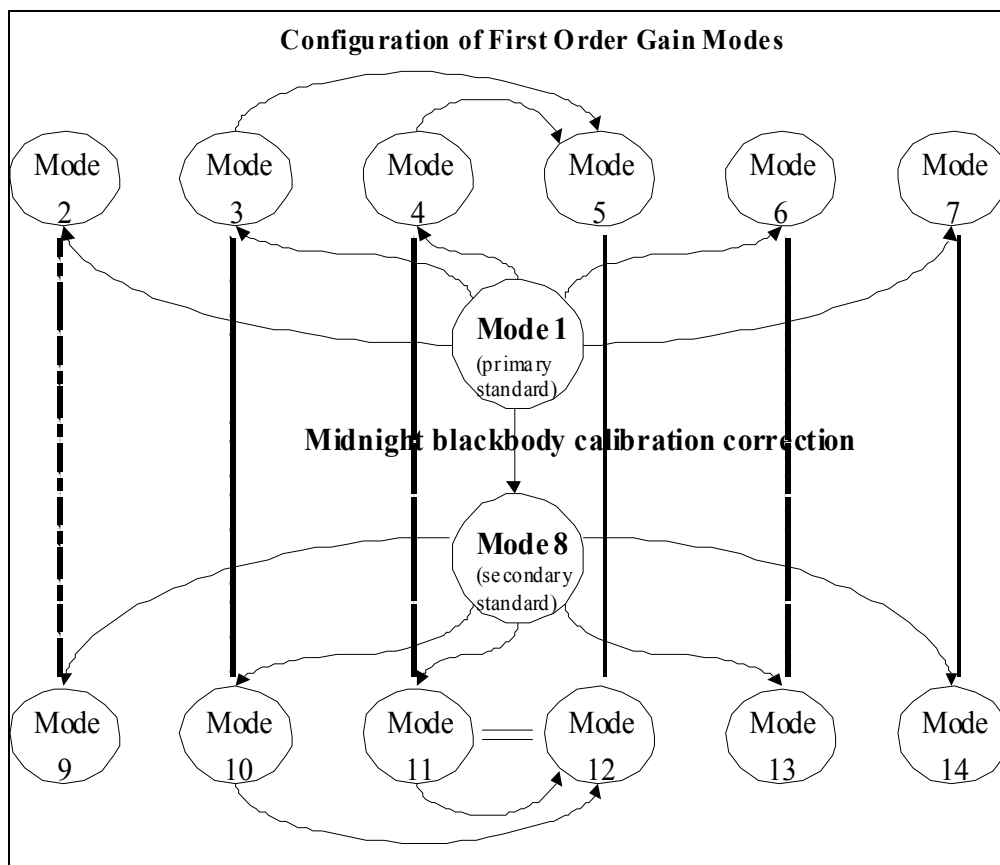 Configuration of First Order Gain Modes
Mode 2
Mode 3
Mode 4
Mode 5
Mode 6
Mode 7
Mode 1
(primary
standard)
Midnight blackbody calibration correction
Mode 8
(secondary
standard)
Mode 9
Mode 10
Mode 11
Mode 12
Mode 13
Mode 14